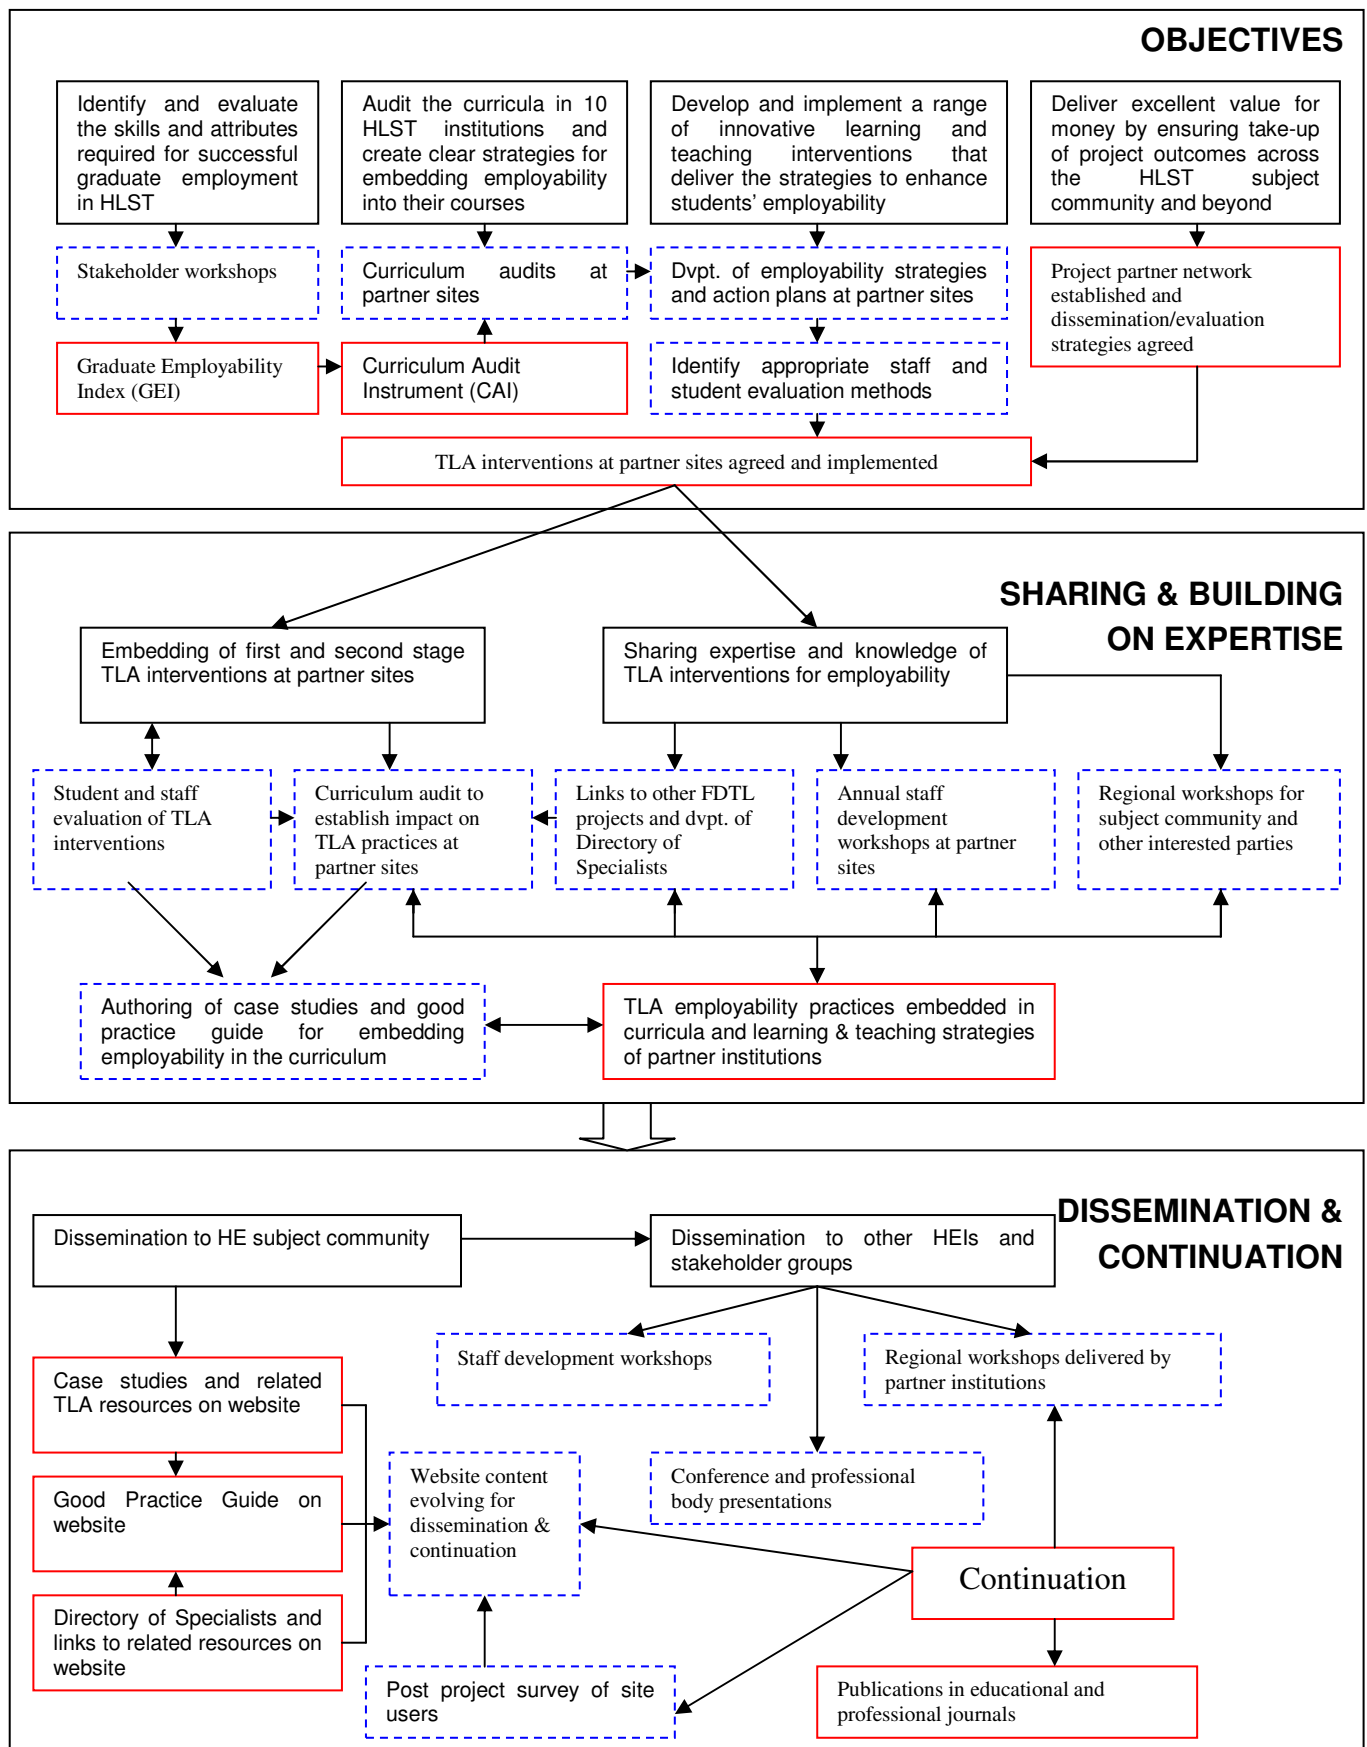 OBJECTIVES
Identify and evaluate
the skills and attributes
required for successful
graduate employment
in HLST
Audit the curricula in 10
HLST institutions and
create clear strategies for
embedding employability
into their courses
Develop and implement a range
of innovative learning and
teaching interventions that
deliver the strategies to enhance
students' employability
Deliver excellent value for
money by ensuring take-up
of project outcomes across
the HLST subject
community and beyond
Stakeholder workshops
Curriculum audits at
partner sites
Dvpt. of employability strategies
and action plans at partner sites
Project partner network
established and
dissemination/evaluation
strategies agreed
Graduate Employability
Index (GEI)
Curriculum Audit
Instrument (CAI)
Identify appropriate staff and
student evaluation methods
TLA interventions at partner sites agreed and implemented
SHARING & BUILDING
ON EXPERTISE
Embedding of first and second stage
TLA interventions at partner sites
Sharing expertise and knowledge of
TLA interventions for employability
Student and staff
evaluation of TLA
interventions
Curriculum audit to
establish impact on
TLA practices at
partner sites
Links to other FDTL
projects and dvpt. of
Directory of
Specialists
Annual staff
development
workshops at partner
sites
Regional workshops for
subject community and
other interested parties
Authoring of case studies and good
practice guide for embedding
employability in the curriculum
TLA employability practices embedded in
curricula and learning & teaching strategies
of partner institutions
DISSEMINATION &
CONTINUATION
Dissemination to HE subject community
Dissemination to other HEIs and
stakeholder groups
Staff development workshops
Regional workshops delivered by
partner institutions
Case studies and related
TLA resources on website
Good Practice Guide on
website
Website content
evolving for
dissemination &
continuation
Conference and professional
body presentations
Continuation
Directory of Specialists and
links to related resources on
website
Post project survey of site
users
Publications in educational and
professional journals